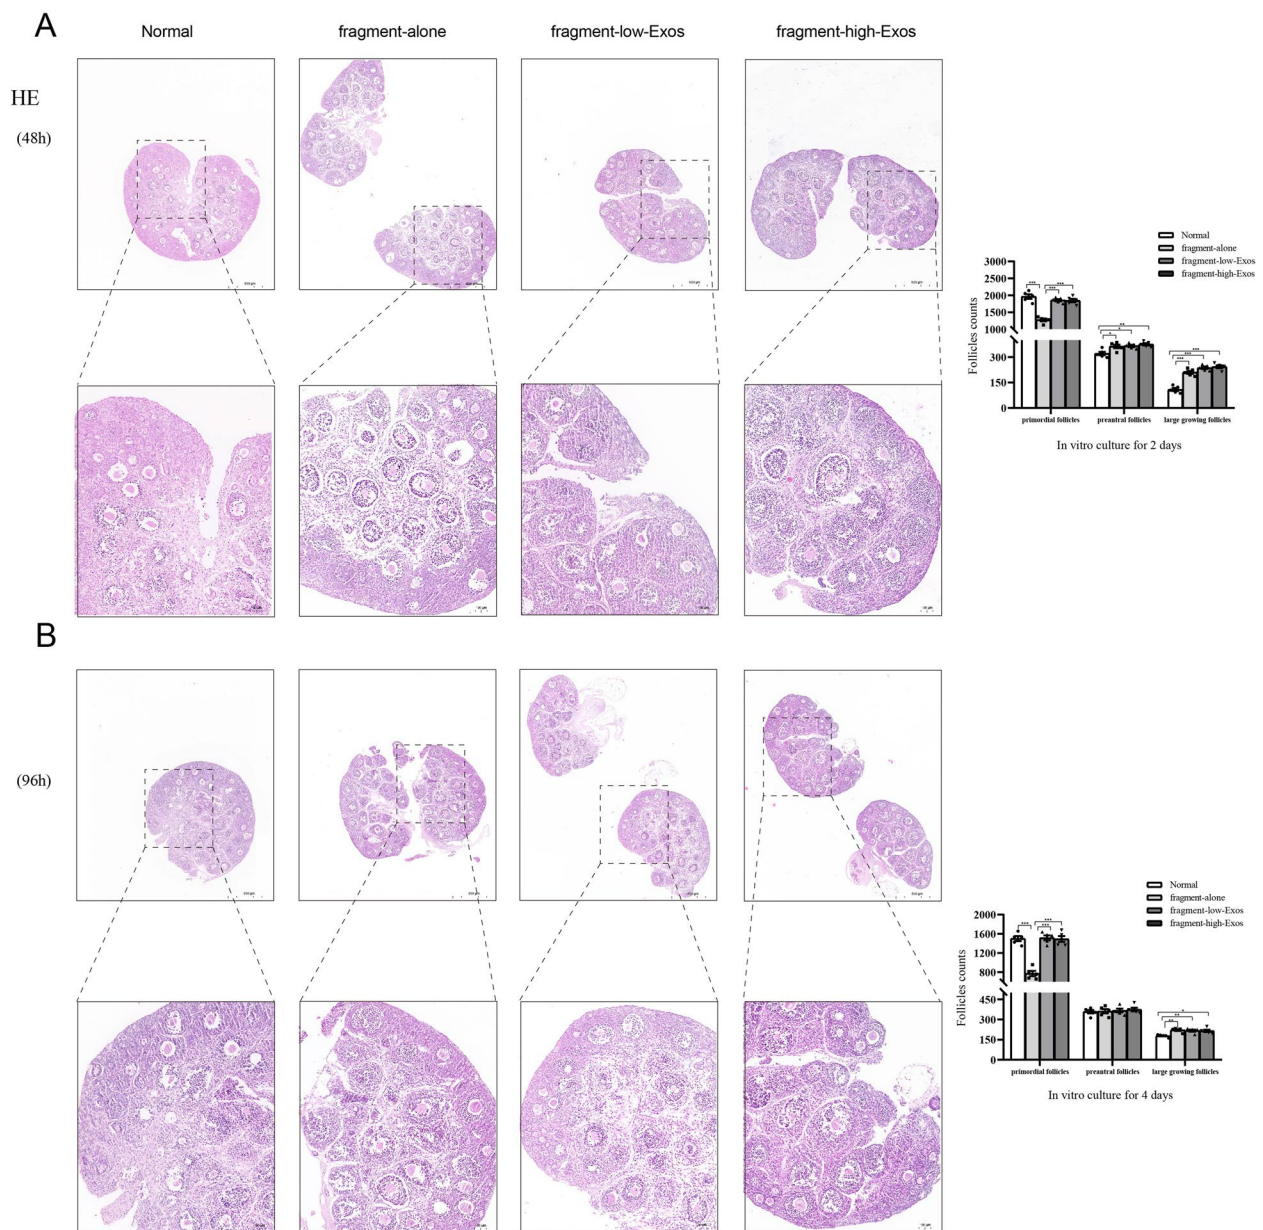 A
Normal
fragment-alone
fragment-low-Exos
fragment-high-Exos
HE
(48h)
Normal
fragment-alone
fragment-low-Exos
fragment-high-Exos
Follicles counts
3000
2500
2000
1500
1000
300
150
0
***
***
***
*
*
**
***
***
***
primordial follicles
preantral follicles
large growing follicles
In vitro culture for 2 days
B
(96h)
Normal
fragment-alone
fragment-low-Exos
fragment-high-Exos
Follicles counts
2000
1600
1200
800
450
300
150
0
***
***
***
**
**
*
primordial follicles
preantral follicles
large growing follicles
In vitro culture for 4 days